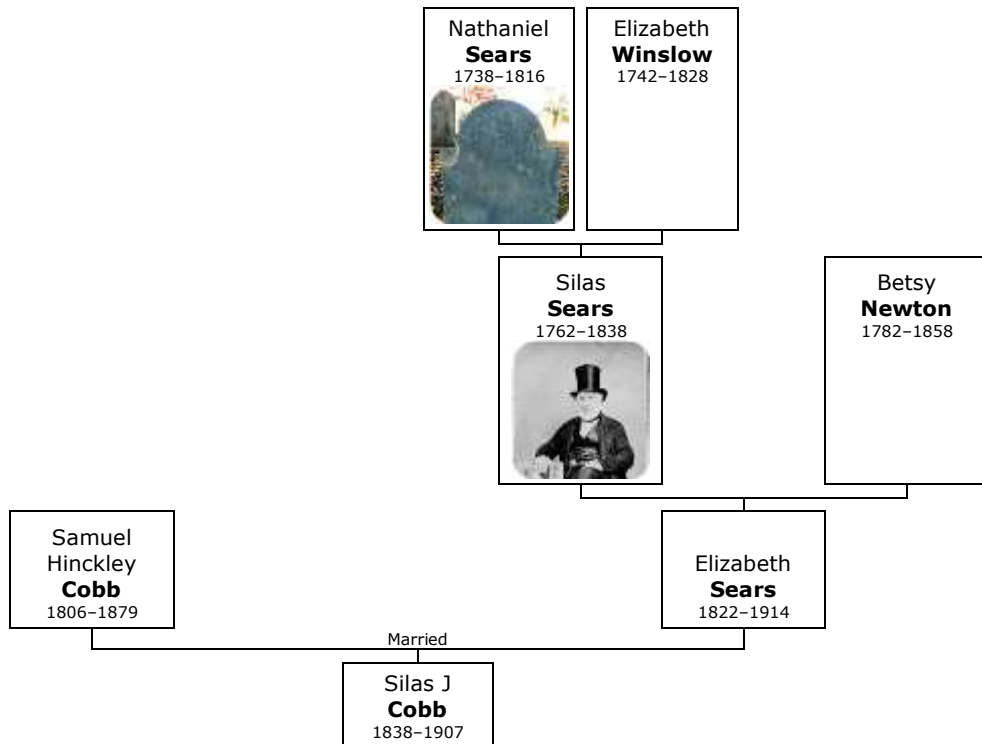 Nathaniel
Sears
1738–1816
Elizabeth
Winslow
1742–1828
Silas
Sears
1762–1838
Betsy
Newton
1782–1858
Samuel
Hinckley
Cobb
1806–1879
Elizabeth
Sears
1822–1914
Married
Silas J
Cobb
1838–1907